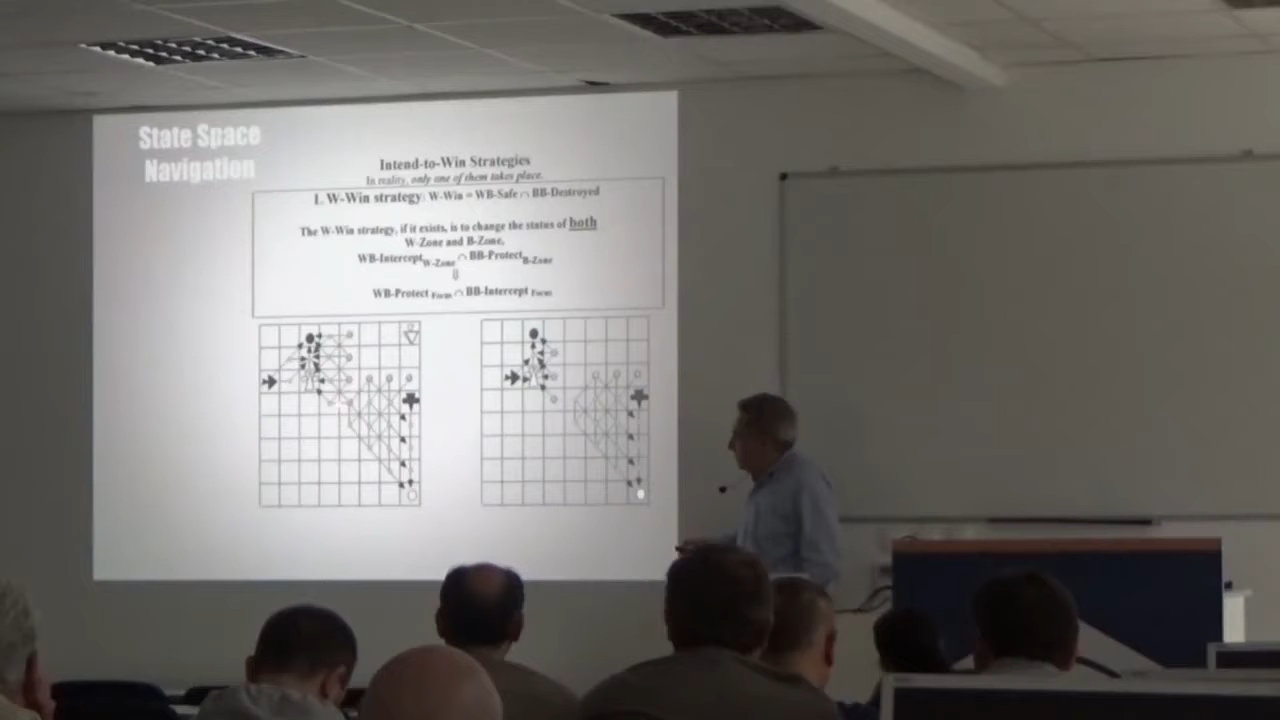 State Space
Navigation
Intend-to-Win Strategies
In reality, only one of them takes place.
1. W-Win strategy: W-Win = WB-Safe ∩ BB-Destroyed
The W-Win strategy, if it exists, is to change the status of both
W-Zone and B-Zone,
WB-Intercept W-Zone ∩ BB-Protect B-Zone
⇓
WB-Protect Focus ∩ BB-Intercept Focus